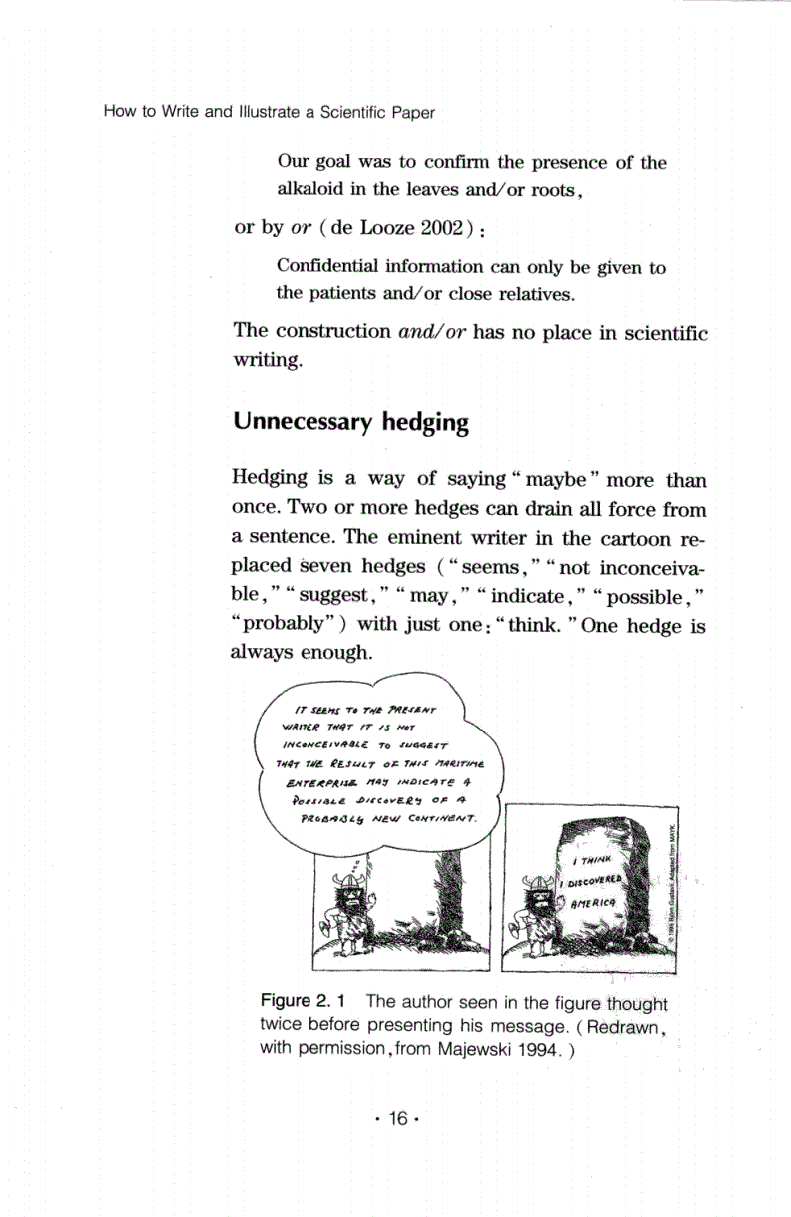 How to Write and Illustrate a Scientific Paper
Our goal was to confirm the presence of the
alkaloid in the leaves and/or roots,
or by or (de Looze 2002):
Confidential information can only be given to
the patients and/or close relatives.
The construction and/or has no place in scientific
writing.
Unnecessary hedging
Hedging is a way of saying “maybe” more than
once. Two or more hedges can drain all force from
a sentence. The eminent writer in the cartoon re-
placed seven hedges (“seems,” “not inconceiva-
ble,” “suggest,” “may,” “indicate,” “possible,”
“probably”) with just one: “think.” One hedge is
always enough.
IT SEEMS TO THE PRESENT
WRITER THAT IT IS NOT
INCONCEIVABLE TO SUGGEST
THAT THE RESULT OF THIS MARITIME
ENTERPRISE MAY INDICATE A
POSSIBLE DISCOVERY OF A
PROBABLY NEW CONTINENT.
I THINK
I DISCOVERED
AMERICA
© 1995 Björn Gustavii. Adapted from MAYK.
Figure 2. 1 The author seen in the figure thought
twice before presenting his message. (Redrawn,
with permission, from Majewski 1994.)
· 16 ·